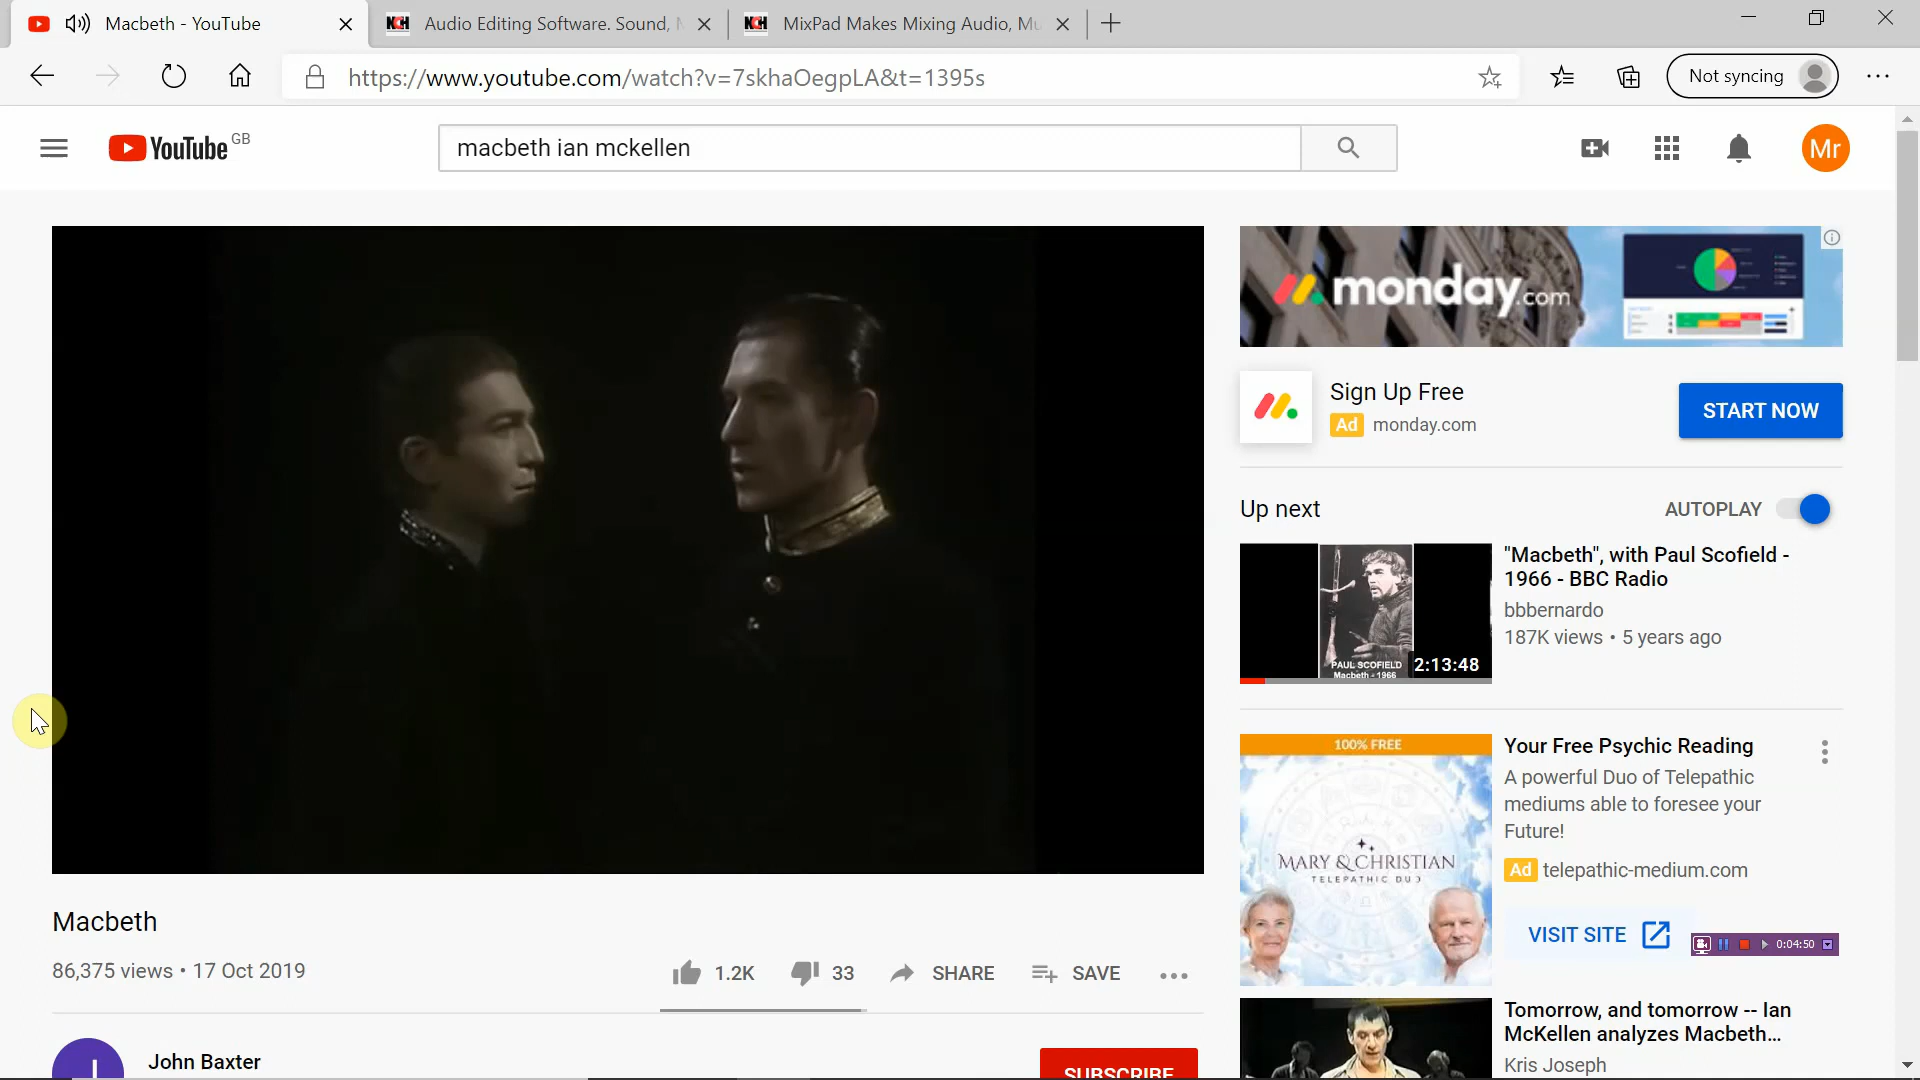 Macbeth - YouTube
NCH Audio Editing Software. Sound, M
NCH MixPad Makes Mixing Audio, Mu
https://www.youtube.com/watch?v=7skhaOegpLA&t=1395s
Not syncing
YouTube GB
macbeth ian mckellen
Mr
monday.com
Sign Up Free
Ad monday.com
START NOW
Up next
AUTOPLAY
PAUL SCOFIELD
Macbeth - 1966
2:13:48
"Macbeth", with Paul Scofield -
1966 - BBC Radio
bbbernardo
187K views • 5 years ago
100% FREE
MARY & CHRISTIAN
TELEPATHIC DUO
Your Free Psychic Reading
A powerful Duo of Telepathic
mediums able to foresee your
Future!
Ad telepathic-medium.com
VISIT SITE
0:04:50
Macbeth
86,375 views • 17 Oct 2019
1.2K
33
SHARE
SAVE
J
John Baxter
SUBSCRIBE
Tomorrow, and tomorrow -- Ian
McKellen analyzes Macbeth...
Kris Joseph